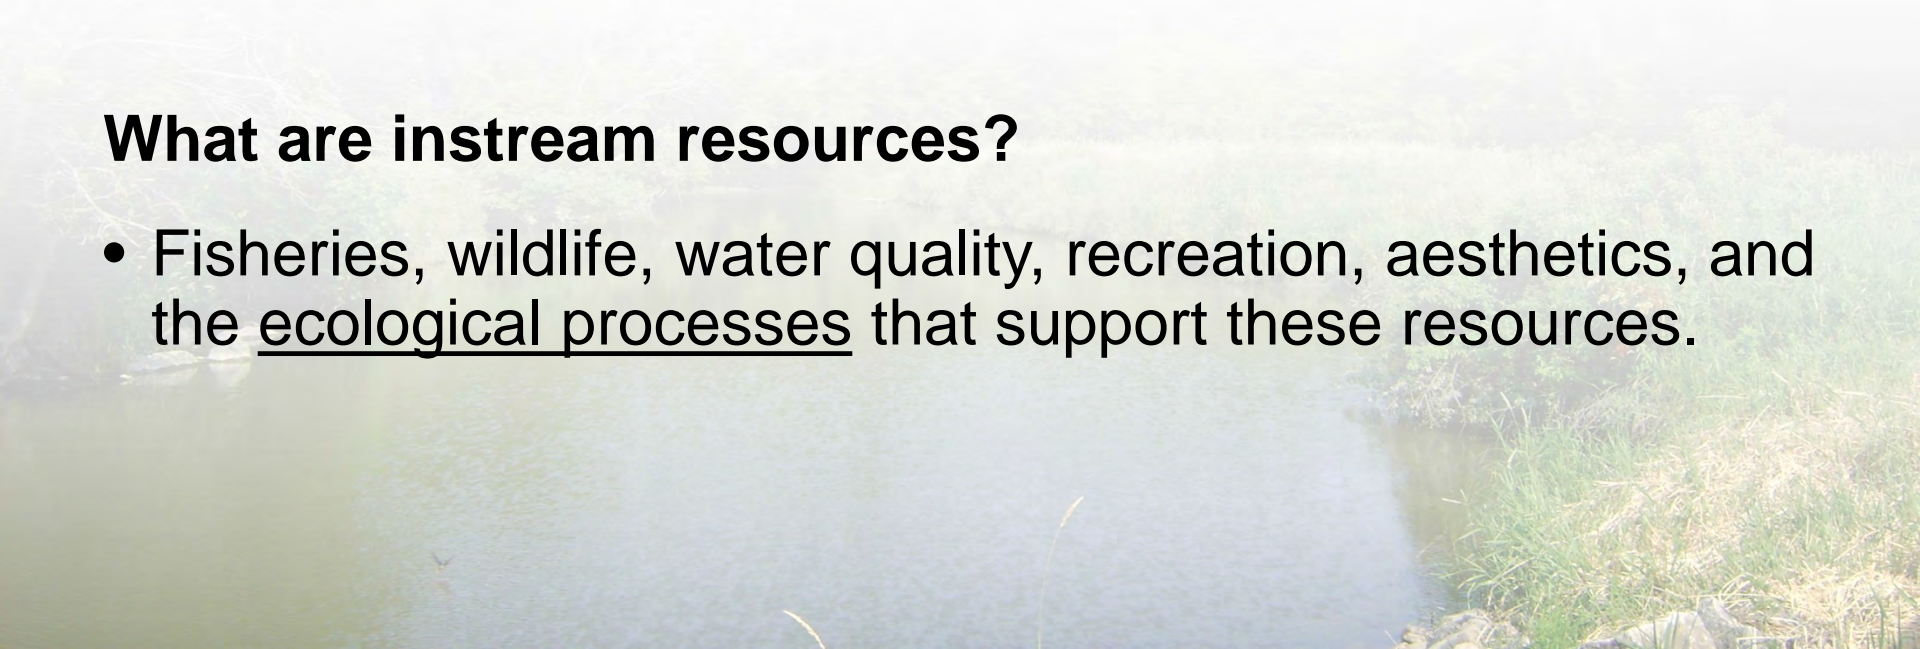 What are instream resources?
• Fisheries, wildlife, water quality, recreation, aesthetics, and
the ecological processes that support these resources.